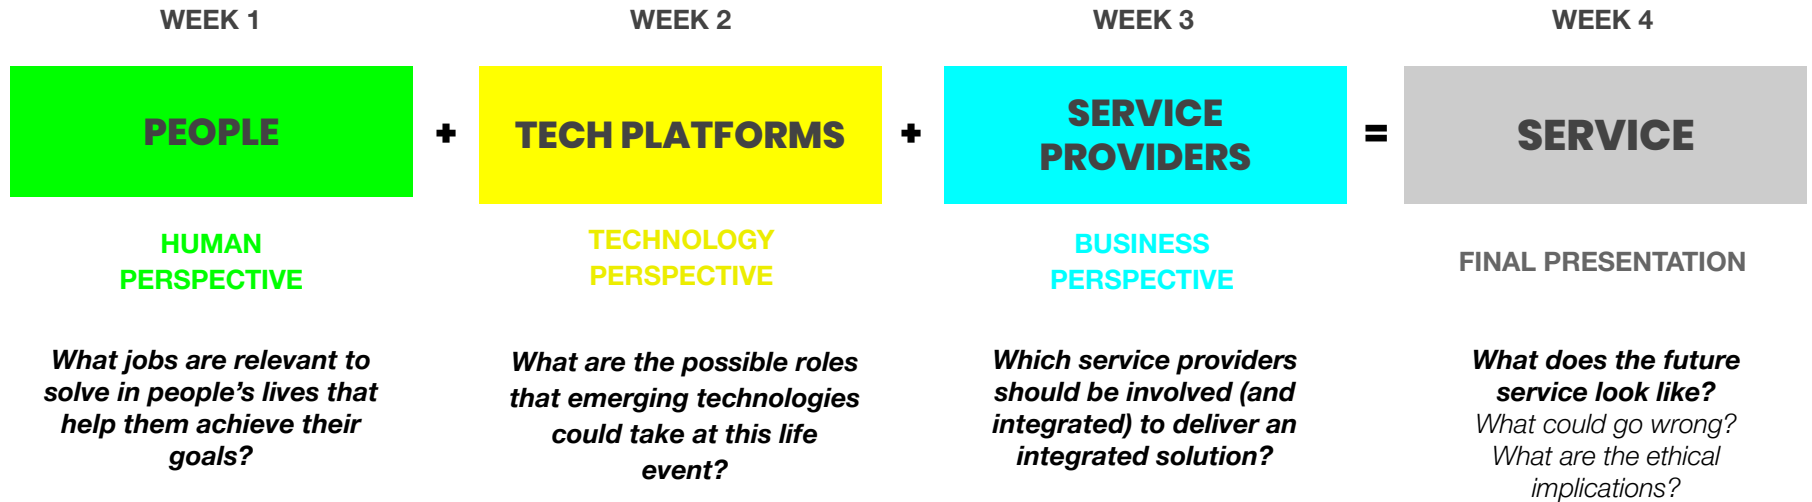 WEEK 1
PEOPLE
HUMAN
PERSPECTIVE
What jobs are relevant to
solve in people’s lives that
help them achieve their
goals?
+
WEEK 2
TECH PLATFORMS
TECHNOLOGY
PERSPECTIVE
What are the possible roles
that emerging technologies
could take at this life
event?
+
WEEK 3
SERVICE
PROVIDERS
BUSINESS
PERSPECTIVE
Which service providers
should be involved (and
integrated) to deliver an
integrated solution?
=
WEEK 4
SERVICE
FINAL PRESENTATION
What does the future
service look like?
What could go wrong?
What are the ethical
implications?